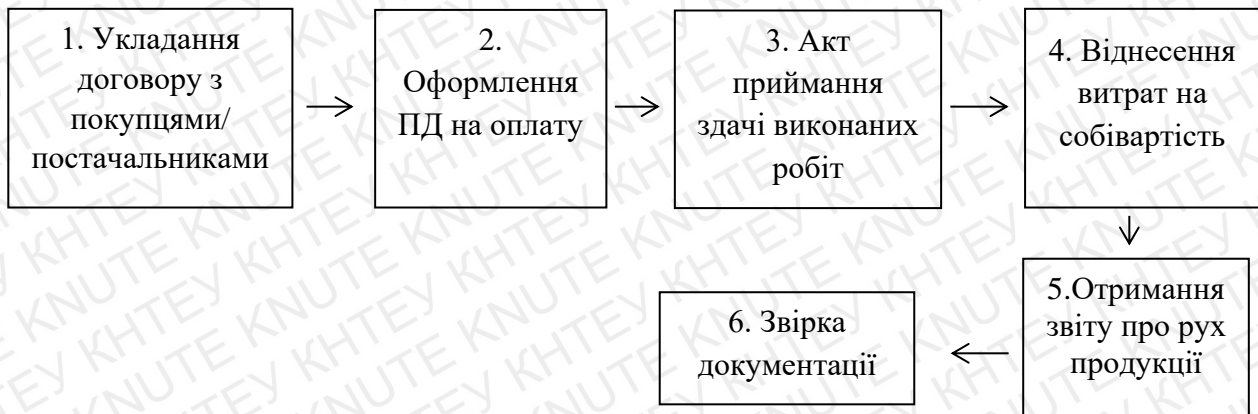 1. Укладання
договору з
покупцями/
постачальниками
2.
Оформлення
ПД на оплату
3. Акт
приймання
здачі виконаних
робіт
4. Віднесення
витрат на
собівартість
5.Отримання
звіту про рух
продукції
6. Звірка
документації